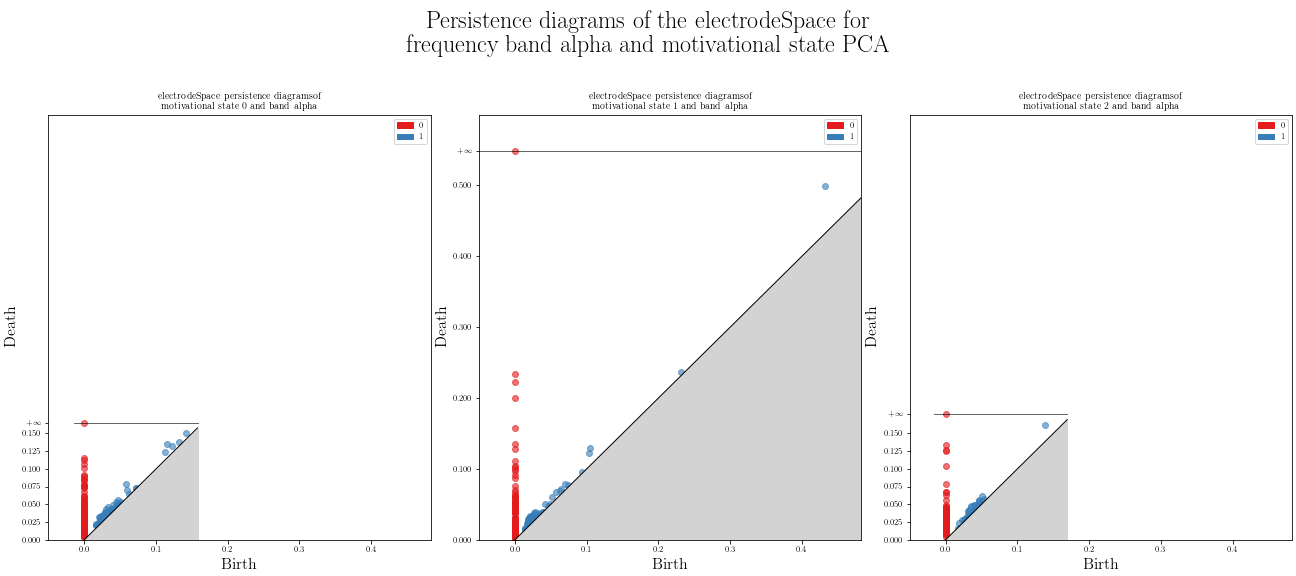 Persistence diagrams of the electrodeSpace for
frequency band alpha and motivational state PCA
electrodeSpace persistence diagramsof
motivational state 0 and band alpha
0
1
Death
+∞
0.150
0.125
0.100
0.075
0.050
0.025
0.000
0.0 0.1 0.2 0.3 0.4
Birth
electrodeSpace persistence diagramsof
motivational state 1 and band alpha
0
1
Death
+∞
0.500
0.400
0.300
0.200
0.100
0.000
0.0 0.1 0.2 0.3 0.4
Birth
electrodeSpace persistence diagramsof
motivational state 2 and band alpha
0
1
Death
+∞
0.150
0.125
0.100
0.075
0.050
0.025
0.000
0.0 0.1 0.2 0.3 0.4
Birth